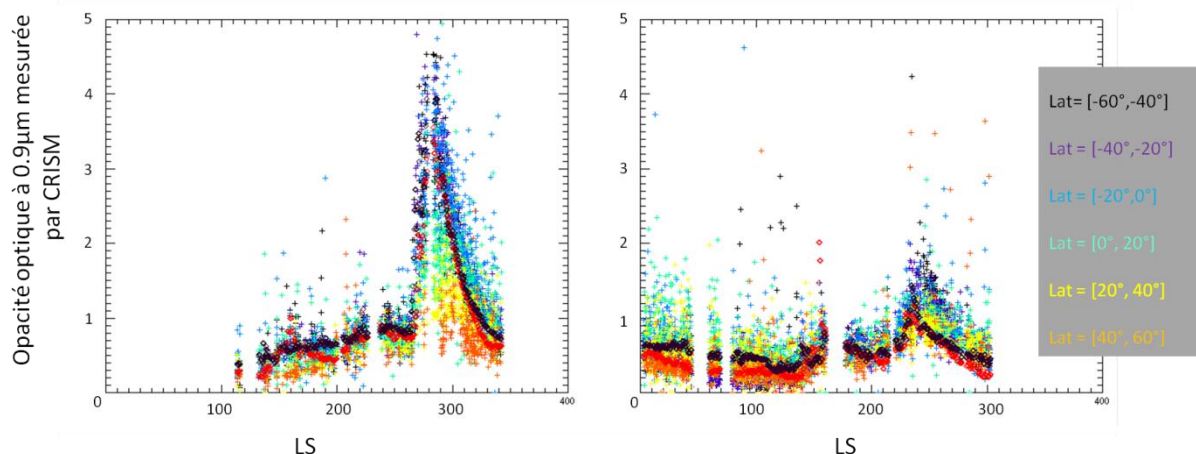 Opacité optique à 0.9µm mesurée
par CRISM
5
4
3
2
1
0
100
200
300
400
LS
5
4
3
2
1
0
100
200
300
400
LS
Lat= [-60°,-40°]
Lat = [-40°,-20°]
Lat = [-20°,0°]
Lat = [0°, 20°]
Lat = [20°, 40°]
Lat = [40°, 60°]